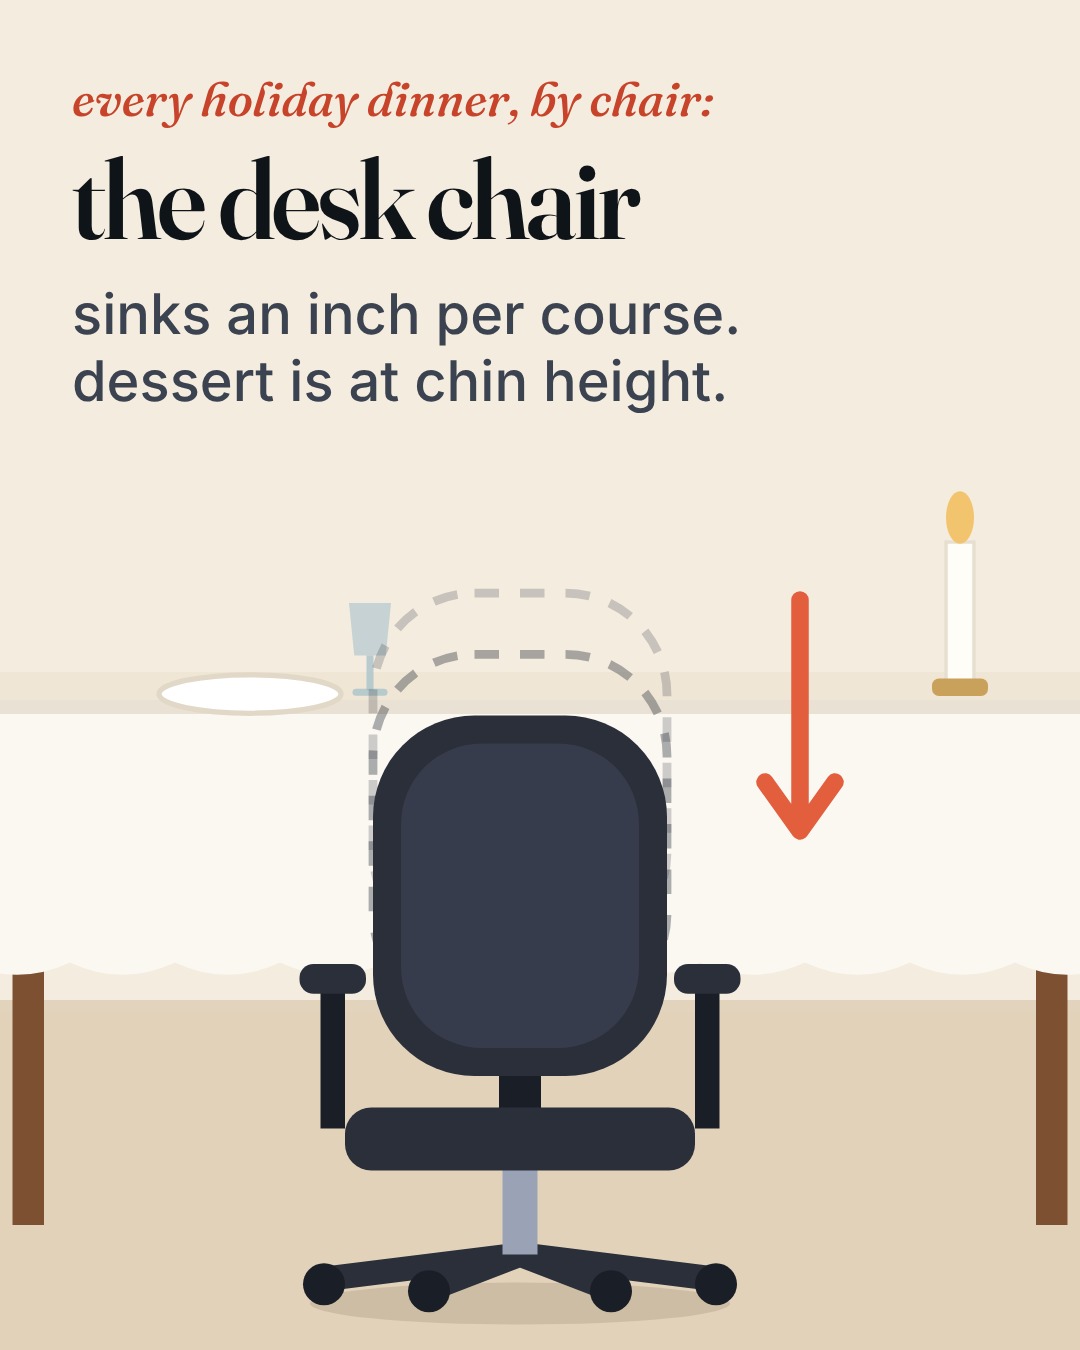 every holiday dinner, by chair:
the desk chair
sinks an inch per course.
dessert is at chin height.